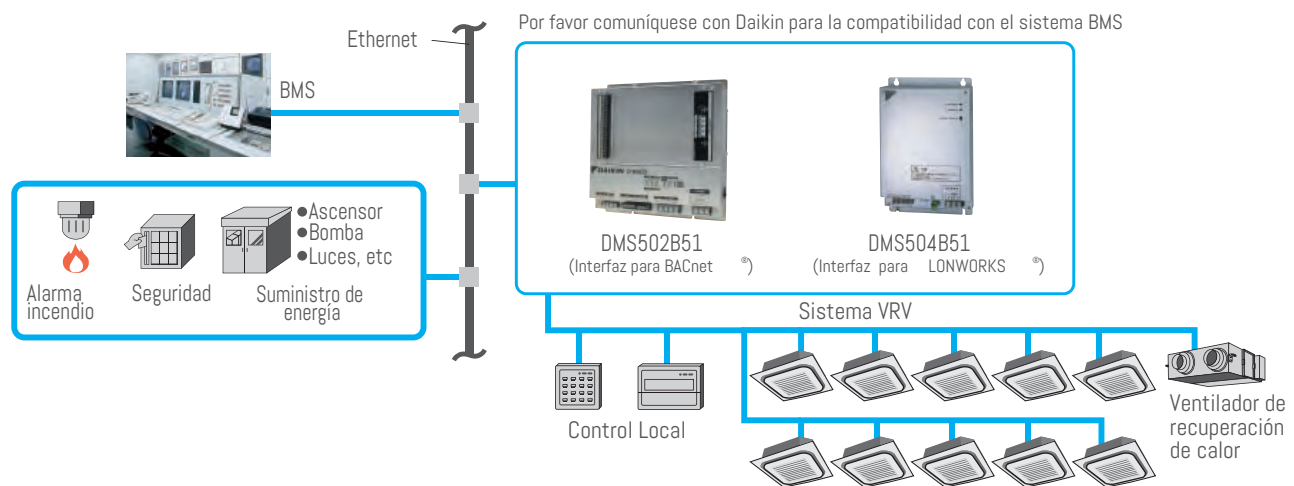 Por favor comuníquese con Daikin para la compatibilidad con el sistema BMS
Ethernet
BMS
DAIKIN
DMS502B51
(Interfaz para BACnet ®)
DMS504B51
(Interfaz para LONWORKS ®)
•Ascensor
•Bomba
•Luces, etc
Alarma
incendio
Seguridad
Suministro de
energía
Sistema VRV
Control Local
Ventilador de
recuperación
de calor